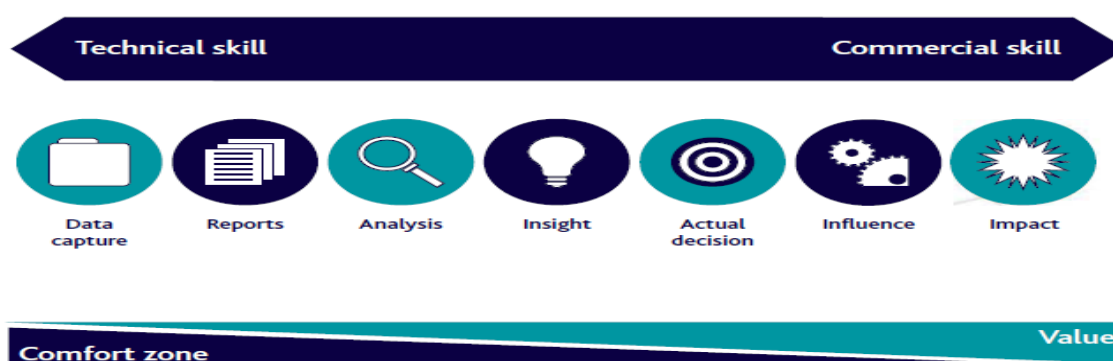 Technical skill
Commercial skill
Data
capture
Reports
Analysis
Insight
Actual
decision
Influence
Impact
Value
Comfort zone